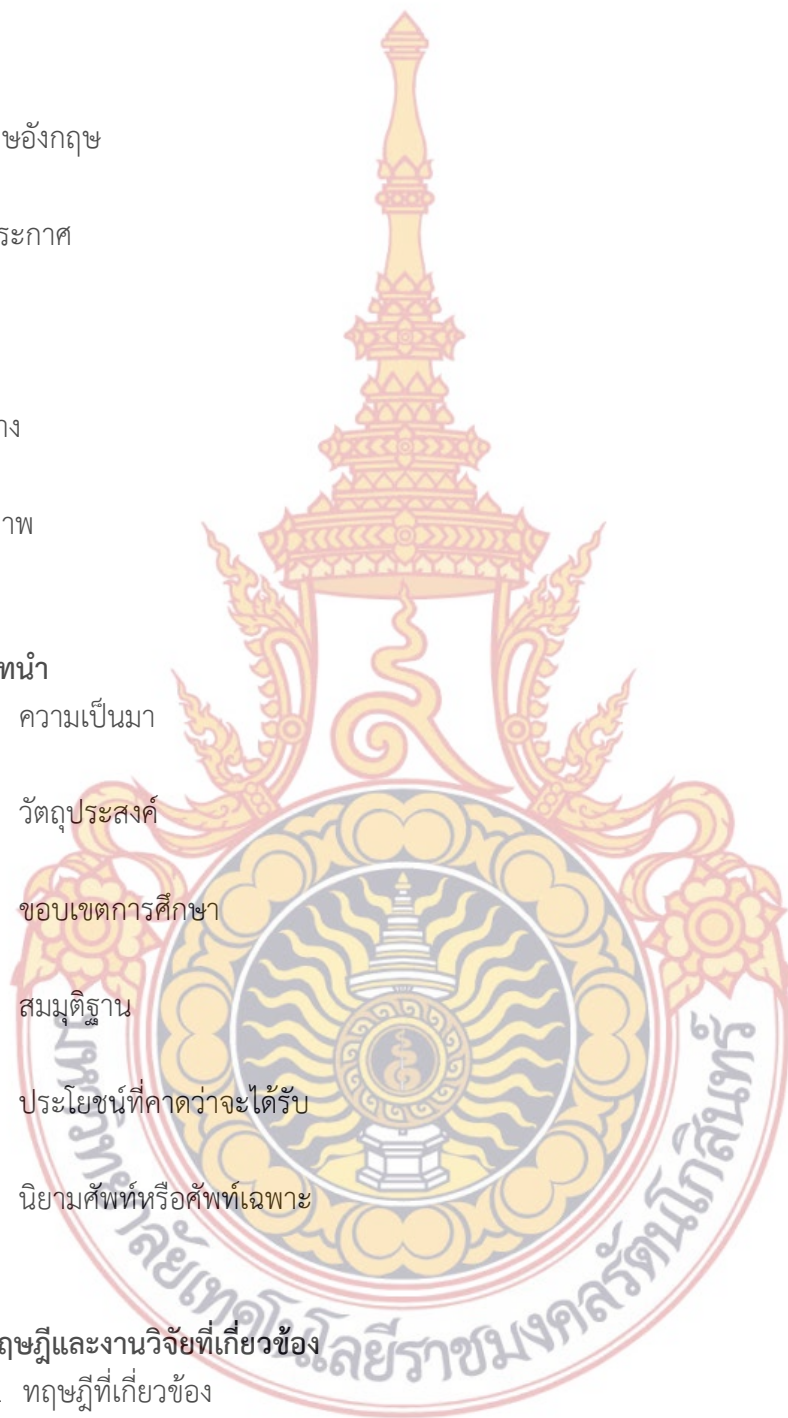 ษอังกฤษ
ระกาศ
าง
าพ
ทนำ
ความเป็นมา
วัตถุประสงค์
ขอบเขตการศึกษา
สมมุติฐาน
ประโยชน์ที่คาดว่าจะได้รับ
นิยามศัพท์หรือศัพท์เฉพาะ
ฤษฎีและงานวิจัยที่เกี่ยวข้อง
ทฤษฎีที่เกี่ยวข้อง
มหาวิทยาลัยเทคโนโลยีราชมงคลรัตนโกสินทร์